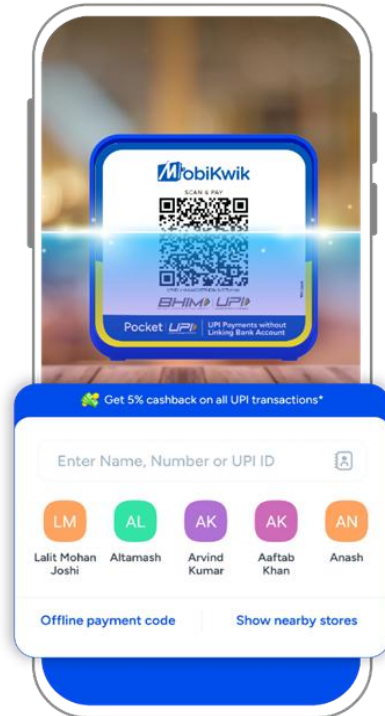 MobiKwik
SCAN & PAY
BHIM UPI
Pocket UPI
UPI Payments without
Linking Bank Account
Get 5% cashback on all UPI transactions*
Enter Name, Number or UPI ID
LM
AL
AK
AK
AN
Lalit Mohan
Joshi
Altamash
Arvind
Kumar
Aaftab
Khan
Anash
Offline payment code
Show nearby stores